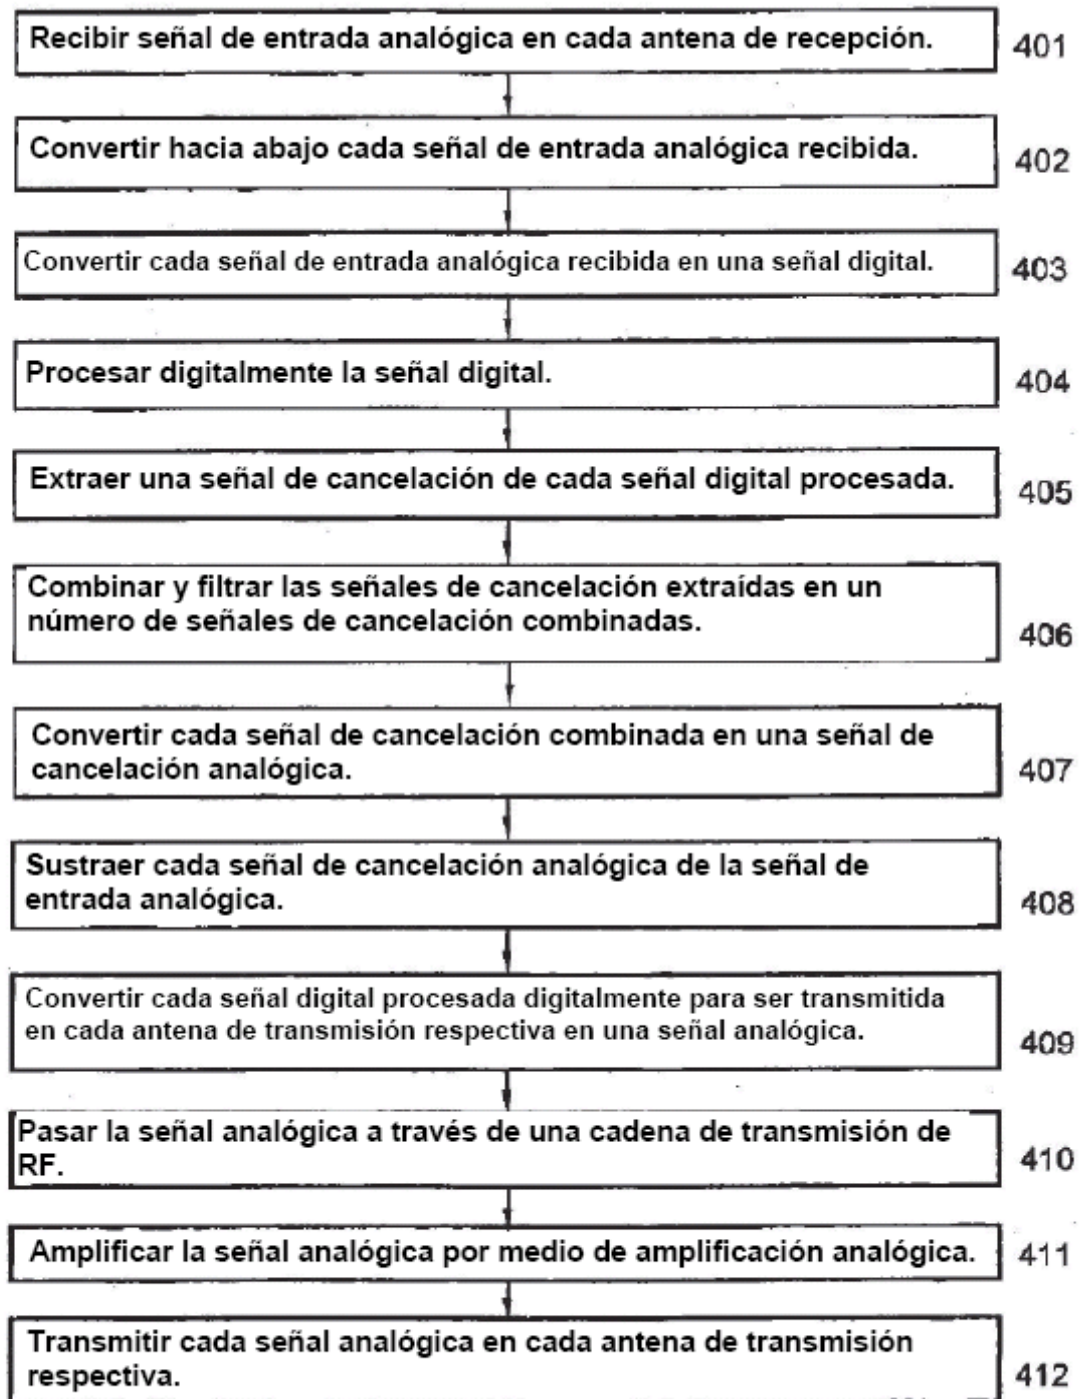 Recibir señal de entrada analógica en cada antena de recepción. 401
Convertir hacia abajo cada señal de entrada analógica recibida. 402
Convertir cada señal de entrada analógica recibida en una señal digital. 403
Procesar digitalmente la señal digital. 404
Extraer una señal de cancelación de cada señal digital procesada. 405
Combinar y filtrar las señales de cancelación extraídas en un
número de señales de cancelación combinadas. 406
Convertir cada señal de cancelación combinada en una señal de
cancelación analógica. 407
Sustraer cada señal de cancelación analógica de la señal de
entrada analógica. 408
Convertir cada señal digital procesada digitalmente para ser transmitida
en cada antena de transmisión respectiva en una señal analógica. 409
Pasar la señal analógica a través de una cadena de transmisión de
RF. 410
Amplificar la señal analógica por medio de amplificación analógica. 411
Transmitir cada señal analógica en cada antena de transmisión
respectiva. 412